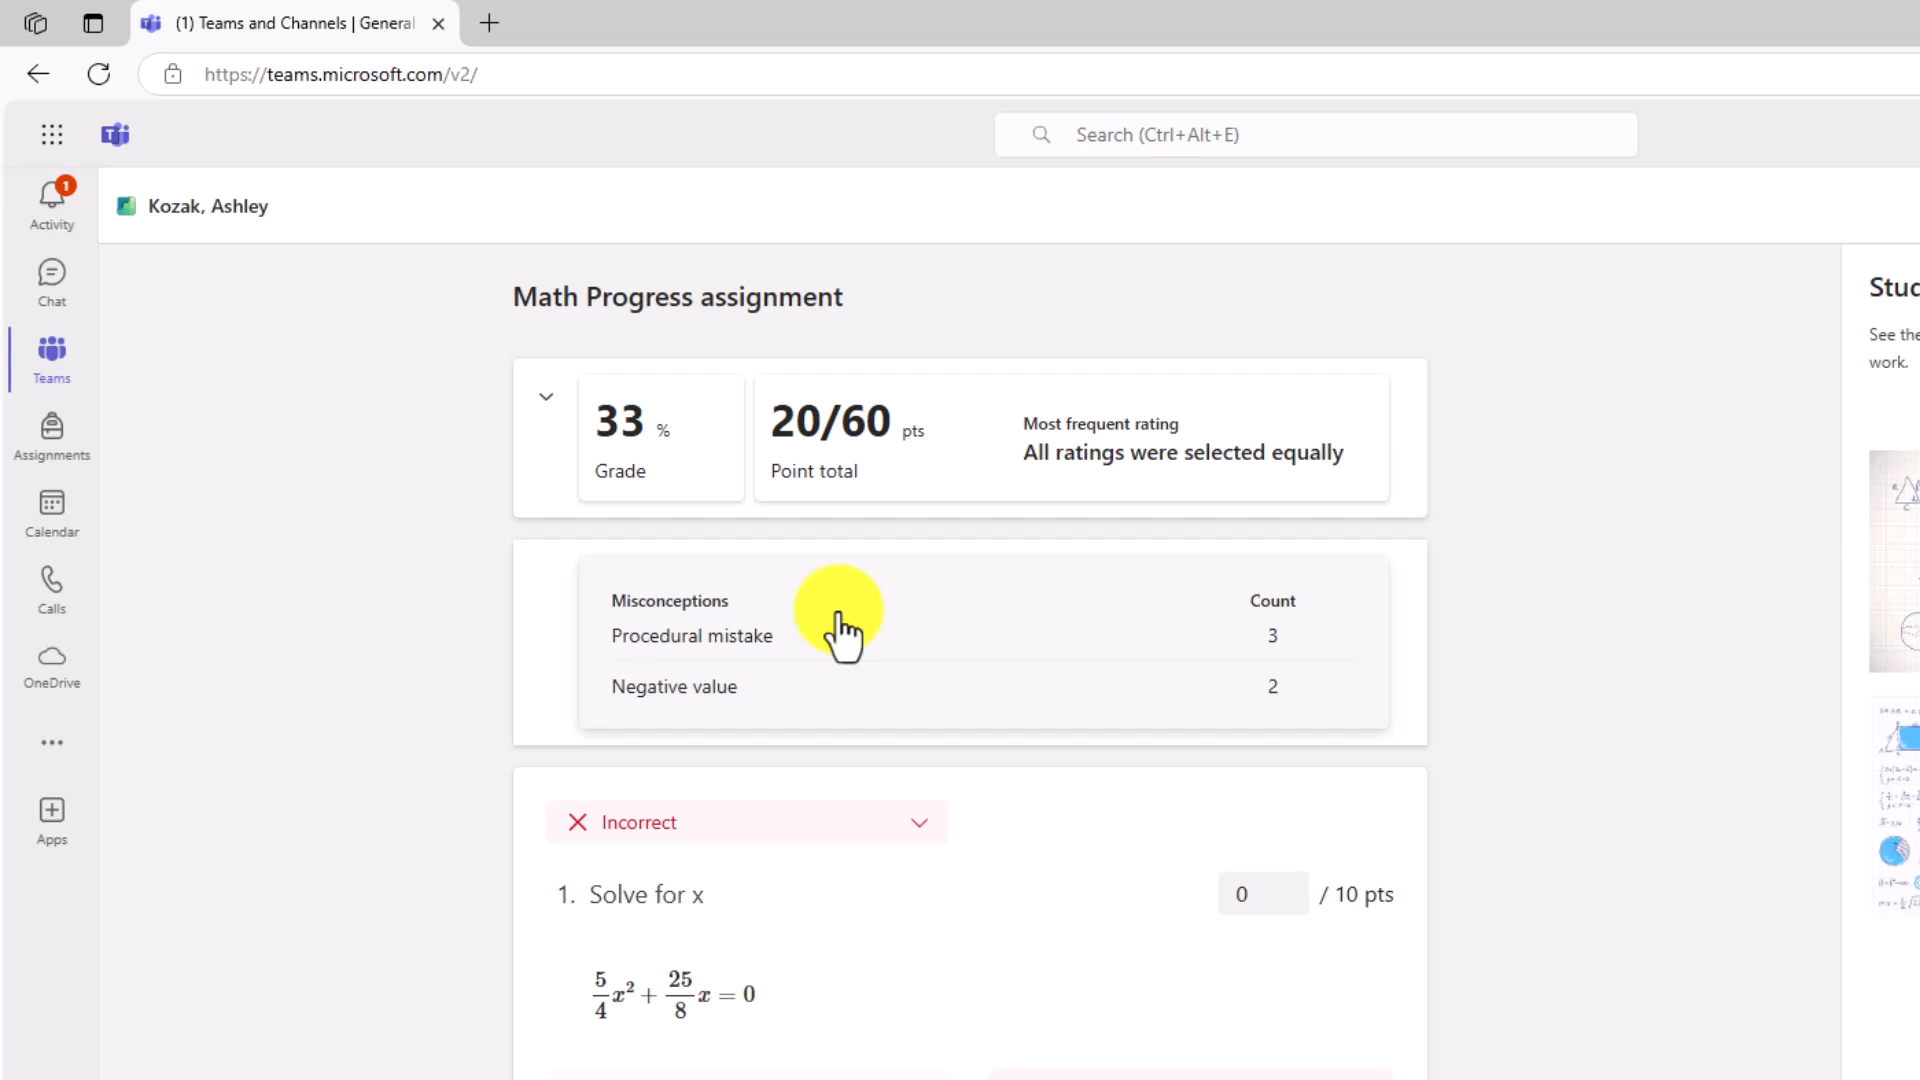 (1) Teams and Channels | General
https://teams.microsoft.com/v2/
Search (Ctrl+Alt+E)
1
Activity
Chat
Teams
Assignments
Calendar
Calls
OneDrive
Apps
Kozak, Ashley
Math Progress assignment
33 %
Grade
20/60 pts
Point total
Most frequent rating
All ratings were selected equally
Misconceptions Count
Procedural mistake 3
Negative value 2
Incorrect
1. Solve for x 0 / 10 pts
5/4 x² + 25/8 x = 0
Stud
See the
work.